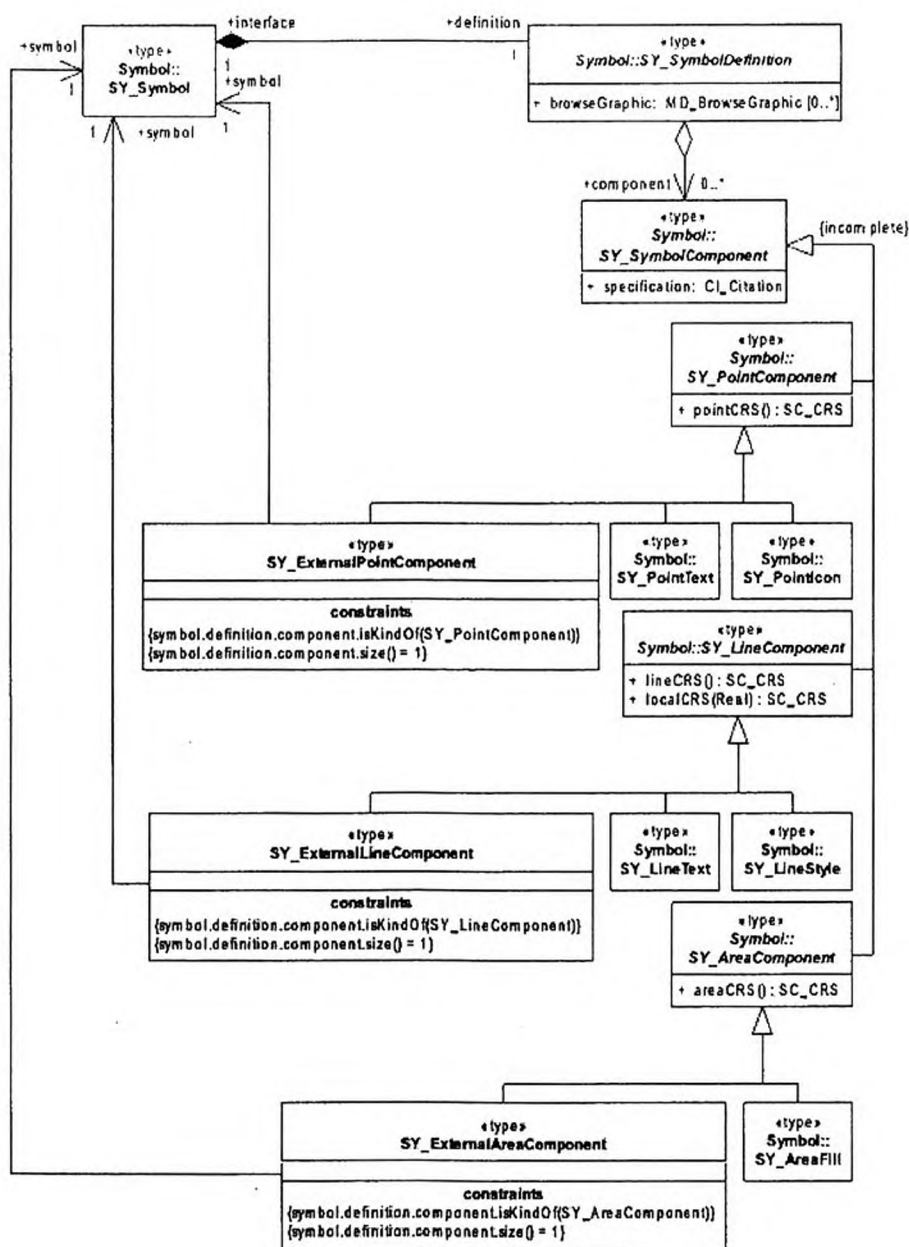 +interface
+definition
+symbol
1
«type»
Symbol::
SY_Symbol
1
+symbol
1
1
+symbol
1
«type»
Symbol::SY_SymbolDefinition
+ browseGraphic: MD_BrowseGraphic [0..*]
+component
0..*
«type»
Symbol::
SY_SymbolComponent
+ specification: CI_Citation
{incomplete}
«type»
Symbol::
SY_PointComponent
+ pointCRS() : SC_CRS
«type»
SY_ExternalPointComponent
constraints
{symbol.definition.component.isKindOf(SY_PointComponent)}
{symbol.definition.component.size() = 1}
«type»
Symbol::
SY_PointText
«type»
Symbol::
SY_PointIcon
«type»
Symbol::SY_LineComponent
+ lineCRS() : SC_CRS
+ localCRS(Real) : SC_CRS
«type»
SY_ExternalLineComponent
constraints
{symbol.definition.component.isKindOf(SY_LineComponent)}
{symbol.definition.component.size() = 1}
«type»
Symbol::
SY_LineText
«type»
Symbol::
SY_LineStyle
«type»
Symbol::
SY_AreaComponent
+ areaCRS() : SC_CRS
«type»
SY_ExternalAreaComponent
constraints
{symbol.definition.component.isKindOf(SY_AreaComponent)}
{symbol.definition.component.size() = 1}
«type»
Symbol::
SY_AreaFill